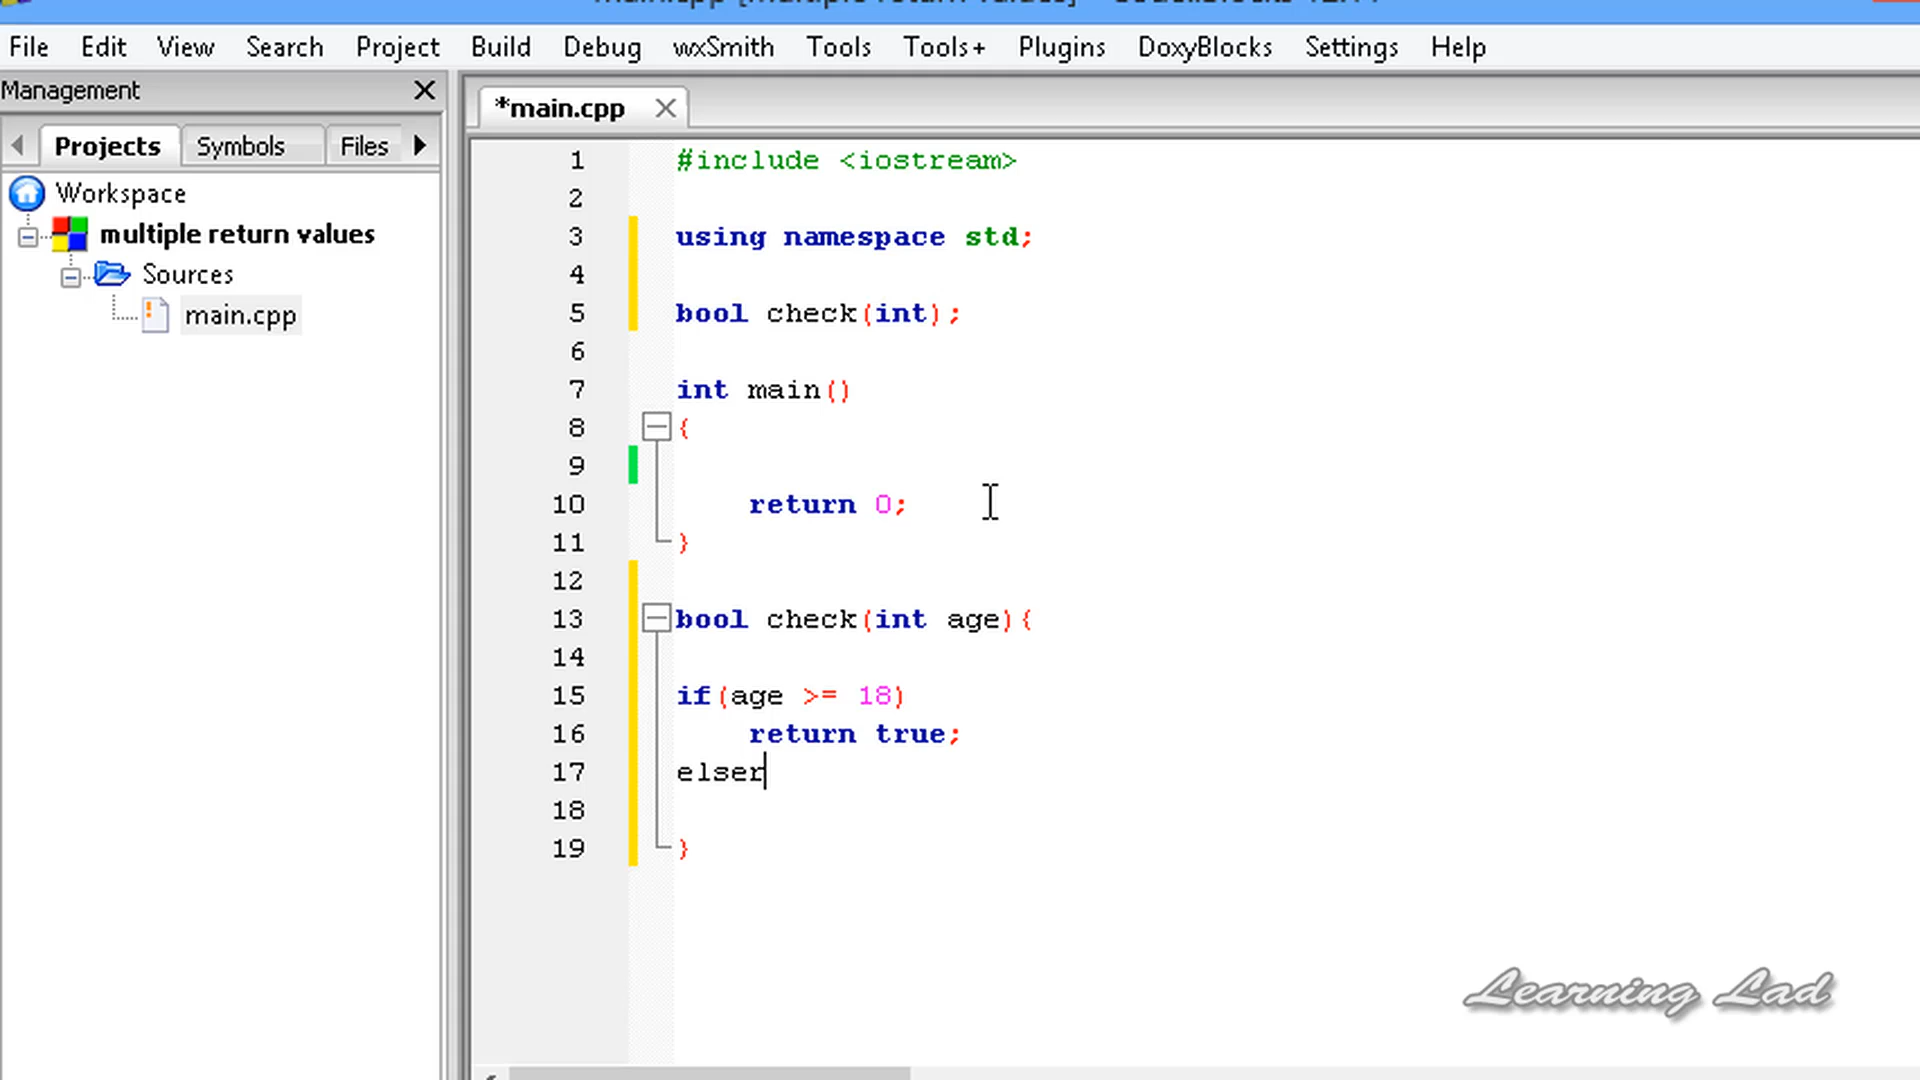 File Edit View Search Project Build Debug wxSmith Tools Tools+ Plugins DoxyBlocks Settings Help
Management
*main.cpp
Projects Symbols Files
Workspace
multiple return values
Sources
main.cpp
1 #include <iostream>
2
3 using namespace std;
4
5 bool check(int);
6
7 int main()
8 {
9
10 return 0;
11 }
12
13 bool check(int age){
14
15 if(age >= 18)
16 return true;
17 elser
18
19 }
Learning Lad